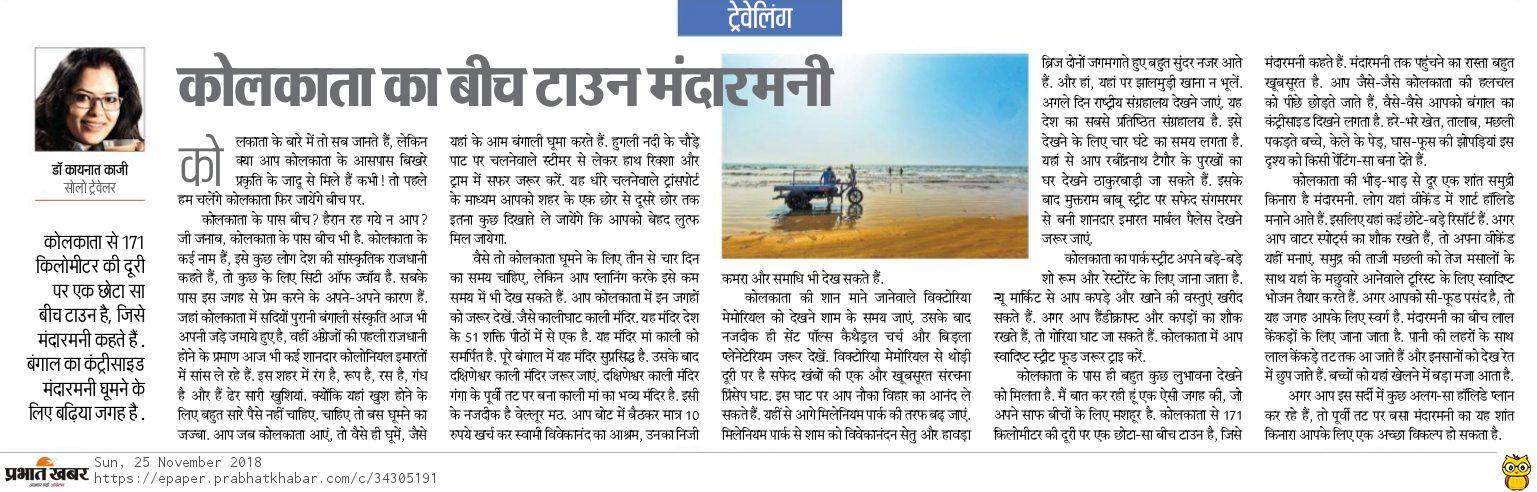 ट्रेवेलिंग
कोलकाता का बीच टाउन मंदारमनी
डॉ कायनात काजी
सोलो ट्रेवेलर
कोलकाता से 171
किलोमीटर की दूरी
पर एक छोटा सा
बीच टाउन है, जिसे
मंदारमनी कहते हैं .
बंगाल का कंट्रीसाइड
मंदारमनी घूमने के
लिए बढ़िया जगह है .
कोलकाता के बारे में तो सब जानते हैं, लेकिन
क्या आप कोलकाता के आसपास बिखरे
प्रकृति के जादू से मिले हैं कभी! तो पहले
हम चलेंगे कोलकाता फिर जायेंगे बीच पर.
कोलकाता के पास बीच? हैरान रह गये न आप?
जी जनाब, कोलकाता के पास बीच भी है. कोलकाता के
कई नाम हैं, इसे कुछ लोग देश की सांस्कृतिक राजधानी
कहते हैं, तो कुछ के लिए सिटी ऑफ ज्वॉय है. सबके
पास इस जगह से प्रेम करने के अपने-अपने कारण हैं.
जहां कोलकाता में सदियों पुरानी बंगाली संस्कृति आज भी
अपनी जड़े जमाये हुए है, वहीं अंग्रेजों की पहली राजधानी
होने के प्रमाण आज भी कई शानदार कोलोनियल इमारतों
में सांस ले रहे हैं. इस शहर में रंग है, रूप है, रस है, गंध
है और हैं ढेर सारी खुशियां. क्योंकि यहां खुश होने के
लिए बहुत सारे पैसे नहीं चाहिए. चाहिए तो बस घूमने का
जज्बा. आप जब कोलकाता आएं, तो वैसे ही घूमें, जैसे
यहां के आम बंगाली घूमा करते हैं. हुगली नदी के चौड़े
पाट पर चलनेवाले स्टीमर से लेकर हाथ रिक्शा और
ट्राम में सफर जरूर करें. यह धीरे चलनेवाले ट्रांसपोर्ट
के माध्यम आपको शहर के एक छोर से दूसरे छोर तक
इतना कुछ दिखाते ले जायेंगे कि आपको बेहद लुत्फ
मिल जायेगा.
वैसे तो कोलकाता घूमने के लिए तीन से चार दिन
का समय चाहिए, लेकिन आप प्लानिंग करके इसे कम
समय में भी देख सकते हैं. आप कोलकाता में इन जगहों
को जरूर देखें. जैसे कालीघाट काली मंदिर. यह मंदिर देश
के 51 शक्ति पीठों में से एक है. यह मंदिर मां काली को
समर्पित है. पूरे बंगाल में यह मंदिर सुप्रसिद्ध है. उसके बाद
दक्षिणेश्वर काली मंदिर जरूर जाएं. दक्षिणेश्वर काली मंदिर
गंगा के पूर्वी तट पर बना काली मां का भव्य मंदिर है. इसी
के नजदीक है वेल्लूर मठ. आप बोट में बैठकर मात्र 10
रुपये खर्च कर स्वामी विवेकानंद का आश्रम, उनका निजी
कमरा और समाधि भी देख सकते हैं.
कोलकाता की शान माने जानेवाले विक्टोरिया
मेमोरियल को देखने शाम के समय जाएं. उसके बाद
नजदीक ही सेंट पॉल्स कैथैड्रल चर्च और बिड़ला
प्लेनेटेरियम जरूर देखें. विक्टोरिया मेमोरियल से थोड़ी
दूरी पर है सफेद खंबों की एक और खूबसूरत संरचना
प्रिंसेप घाट. इस घाट पर आप नौका विहार का आनंद ले
सकते हैं. यहीं से आगे मिलेनियम पार्क की तरफ बढ़ जाएं.
मिलेनियम पार्क से शाम को विवेकानंदन सेतु और हावड़ा
ब्रिज दोनों जगमगाते हुए बहुत सुंदर नजर आते
हैं. और हां, यहां पर झालमुड़ी खाना न भूलें.
अगले दिन राष्ट्रीय संग्रहालय देखने जाएं. यह
देश का सबसे प्रतिष्ठित संग्रहालय है. इसे
देखने के लिए चार घंटे का समय लगता है.
यहां से आप रवींद्रनाथ टैगौर के पुरखों का
घर देखने ठाकुरबाड़ी जा सकते हैं. इसके
बाद मुक्तराम बाबू स्ट्रीट पर सफेद संगमरमर
से बनी शानदार इमारत मार्बल पैलेस देखने
जरूर जाएं.
कोलकाता का पार्क स्ट्रीट अपने बड़े-बड़े
शो रूम और रेस्टोरेंट के लिए जाना जाता है.
न्यू मार्किट से आप कपड़े और खाने की वस्तुएं खरीद
सकते हैं. अगर आप हैंडीक्राफ्ट और कपड़ों का शौक
रखते हैं, तो गोरिया घाट जा सकते हैं. कोलकाता में आप
स्वादिष्ट स्ट्रीट फूड जरूर ट्राइ करें.
कोलकाता के पास ही बहुत कुछ लुभावना देखने
को मिलता है. मैं बात कर रही हूं एक ऐसी जगह की, जो
अपने साफ बीचों के लिए मशहूर है. कोलकाता से 171
किलोमीटर की दूरी पर एक छोटा-सा बीच टाउन है, जिसे
मंदारमनी कहते हैं. मंदारमनी तक पहुंचने का रास्ता बहुत
खूबसूरत है. आप जैसे-जैसे कोलकाता की हलचल
को पीछे छोड़ते जाते हैं, वैसे-वैसे आपको बंगाल का
कंट्रीसाइड दिखने लगता है. हरे-भरे खेत, तालाब, मछली
पकड़ते बच्चे, केले के पेड़, घास-फूस की झोपड़ियां इस
दृश्य को किसी पेंटिंग-सा बना देते हैं.
कोलकाता की भीड़-भाड़ से दूर एक शांत समुद्री
किनारा है मंदारमनी. लोग यहां वीकेंड में शार्ट हॉलिडे
मनाने आते हैं. इसलिए यहां कई छोटे-बड़े रिसॉर्ट हैं. अगर
आप वाटर स्पोर्ट्स का शौक रखते हैं, तो अपना वीकेंड
यहीं मनाएं. समुद्र की ताजी मछली को तेज मसालों के
साथ यहां के मछुवारे आनेवाले टूरिस्ट के लिए स्वादिष्ट
भोजन तैयार करते हैं. अगर आपको सी-फूड पसंद है, तो
यह जगह आपके लिए स्वर्ग है. मंदारमनी का बीच लाल
केंकड़ों के लिए जाना जाता है. पानी की लहरों के साथ
लाल केंकड़े तट तक आ जाते हैं और इनसानों को देख रेत
में छुप जाते हैं. बच्चों को यहां खेलने में बड़ा मजा आता है.
अगर आप इस सर्दी में कुछ अलग-सा हॉलिडे प्लान
कर रहे हैं, तो पूर्वी तट पर बसा मंदारमनी का यह शांत
किनारा आपके लिए एक अच्छा विकल्प हो सकता है.
प्रभात खबर
Sun, 25 November 2018
https://epaper.prabhatkhabar.com/c/34305191